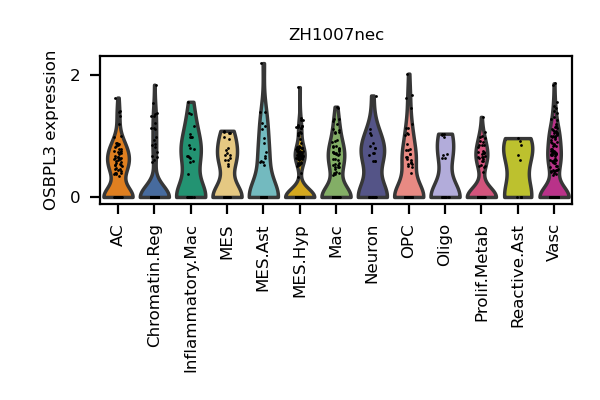 ZH1007nec
OSBPL3 expression
2
0
AC
Chromatin.Reg
Inflammatory.Mac
MES
MES.Ast
MES.Hyp
Mac
Neuron
OPC
Oligo
Prolif.Metab
Reactive.Ast
Vasc